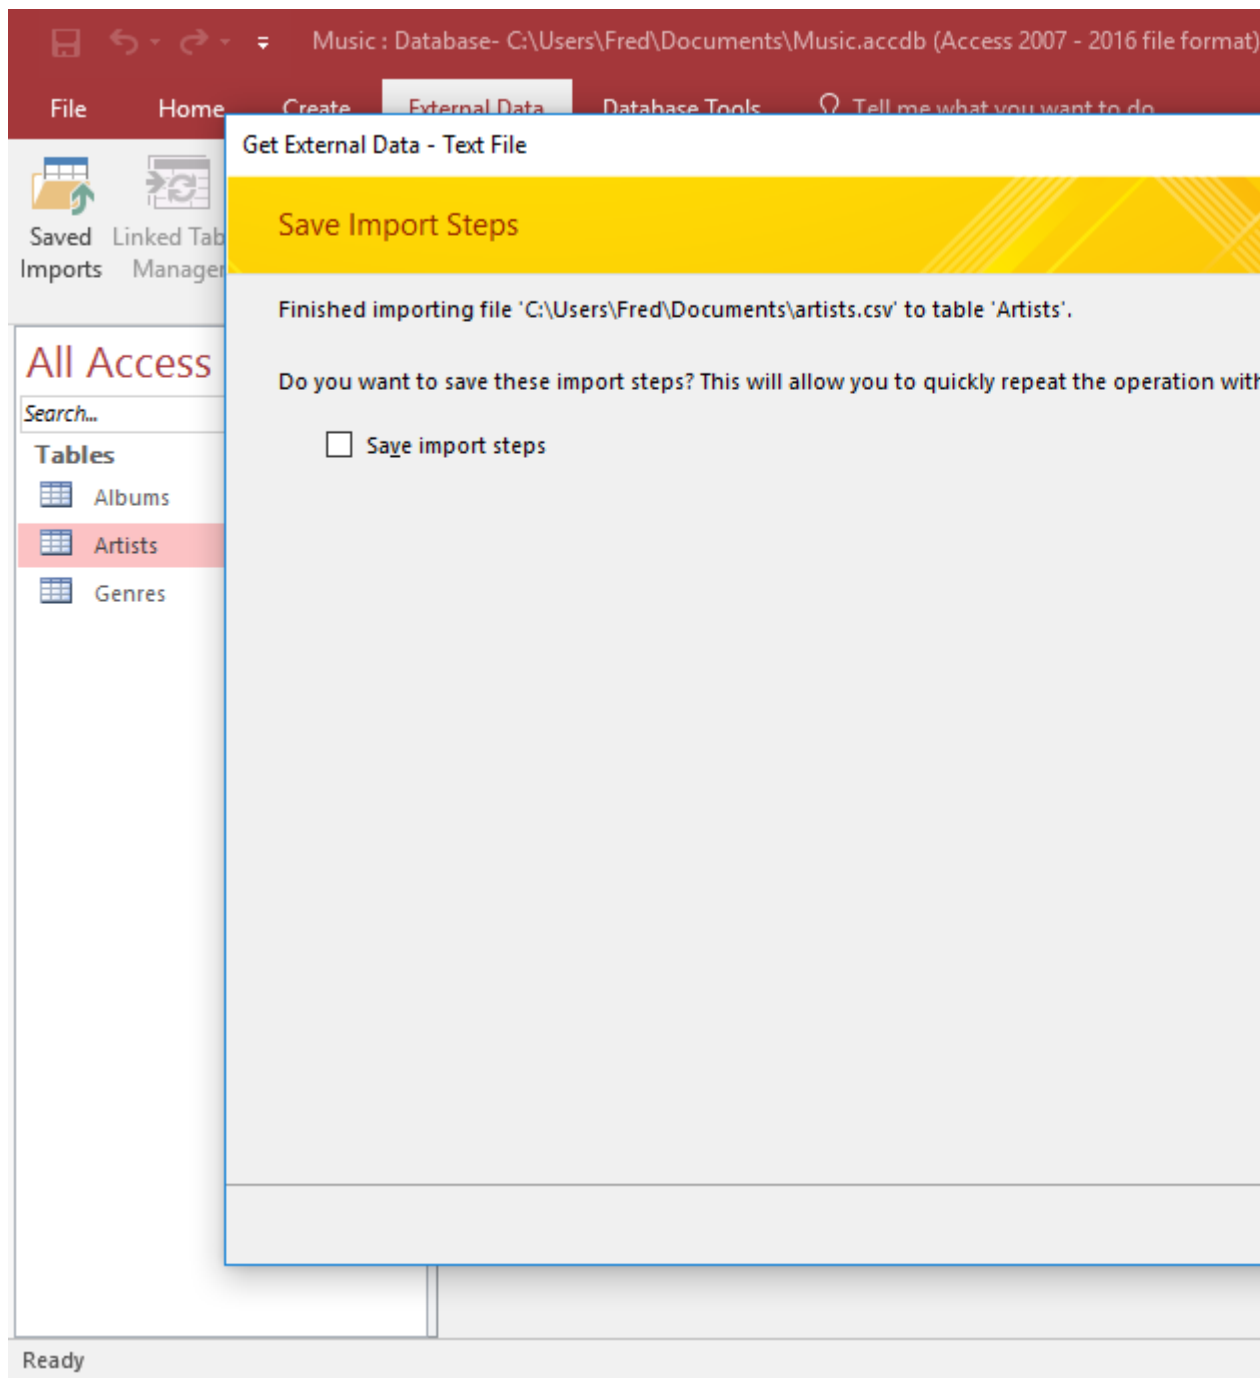 Music : Database- C:\Users\Fred\Documents\Music.accdb (Access 2007 - 2016 file format)
File Home Create External Data Database Tools Tell me what you want to do
Get External Data - Text File
Saved Imports
Linked Tab
Manager
Save Import Steps
Finished importing file 'C:\Users\Fred\Documents\artists.csv' to table 'Artists'.
Do you want to save these import steps? This will allow you to quickly repeat the operation with
Save import steps
All Access
Search...
Tables
Albums
Artists
Genres
Ready